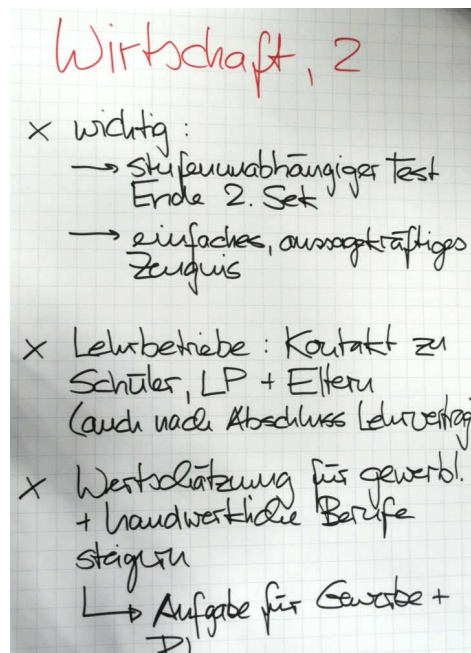 Wirtschaft, 2
x wichtig:
→ stufenunabhängiger Test
Ende 2. Sek
→ einfaches, aussagekräftiges
Zeugnis
x Lehrbetriebe: Kontakt zu
Schüler, LP + Eltern
(auch nach Abschluss Lehrvertrag)
x Wertschätzung für gewerbl.
+ handwerkliche Berufe
steigern
↳ Aufgabe für Gewerbe +